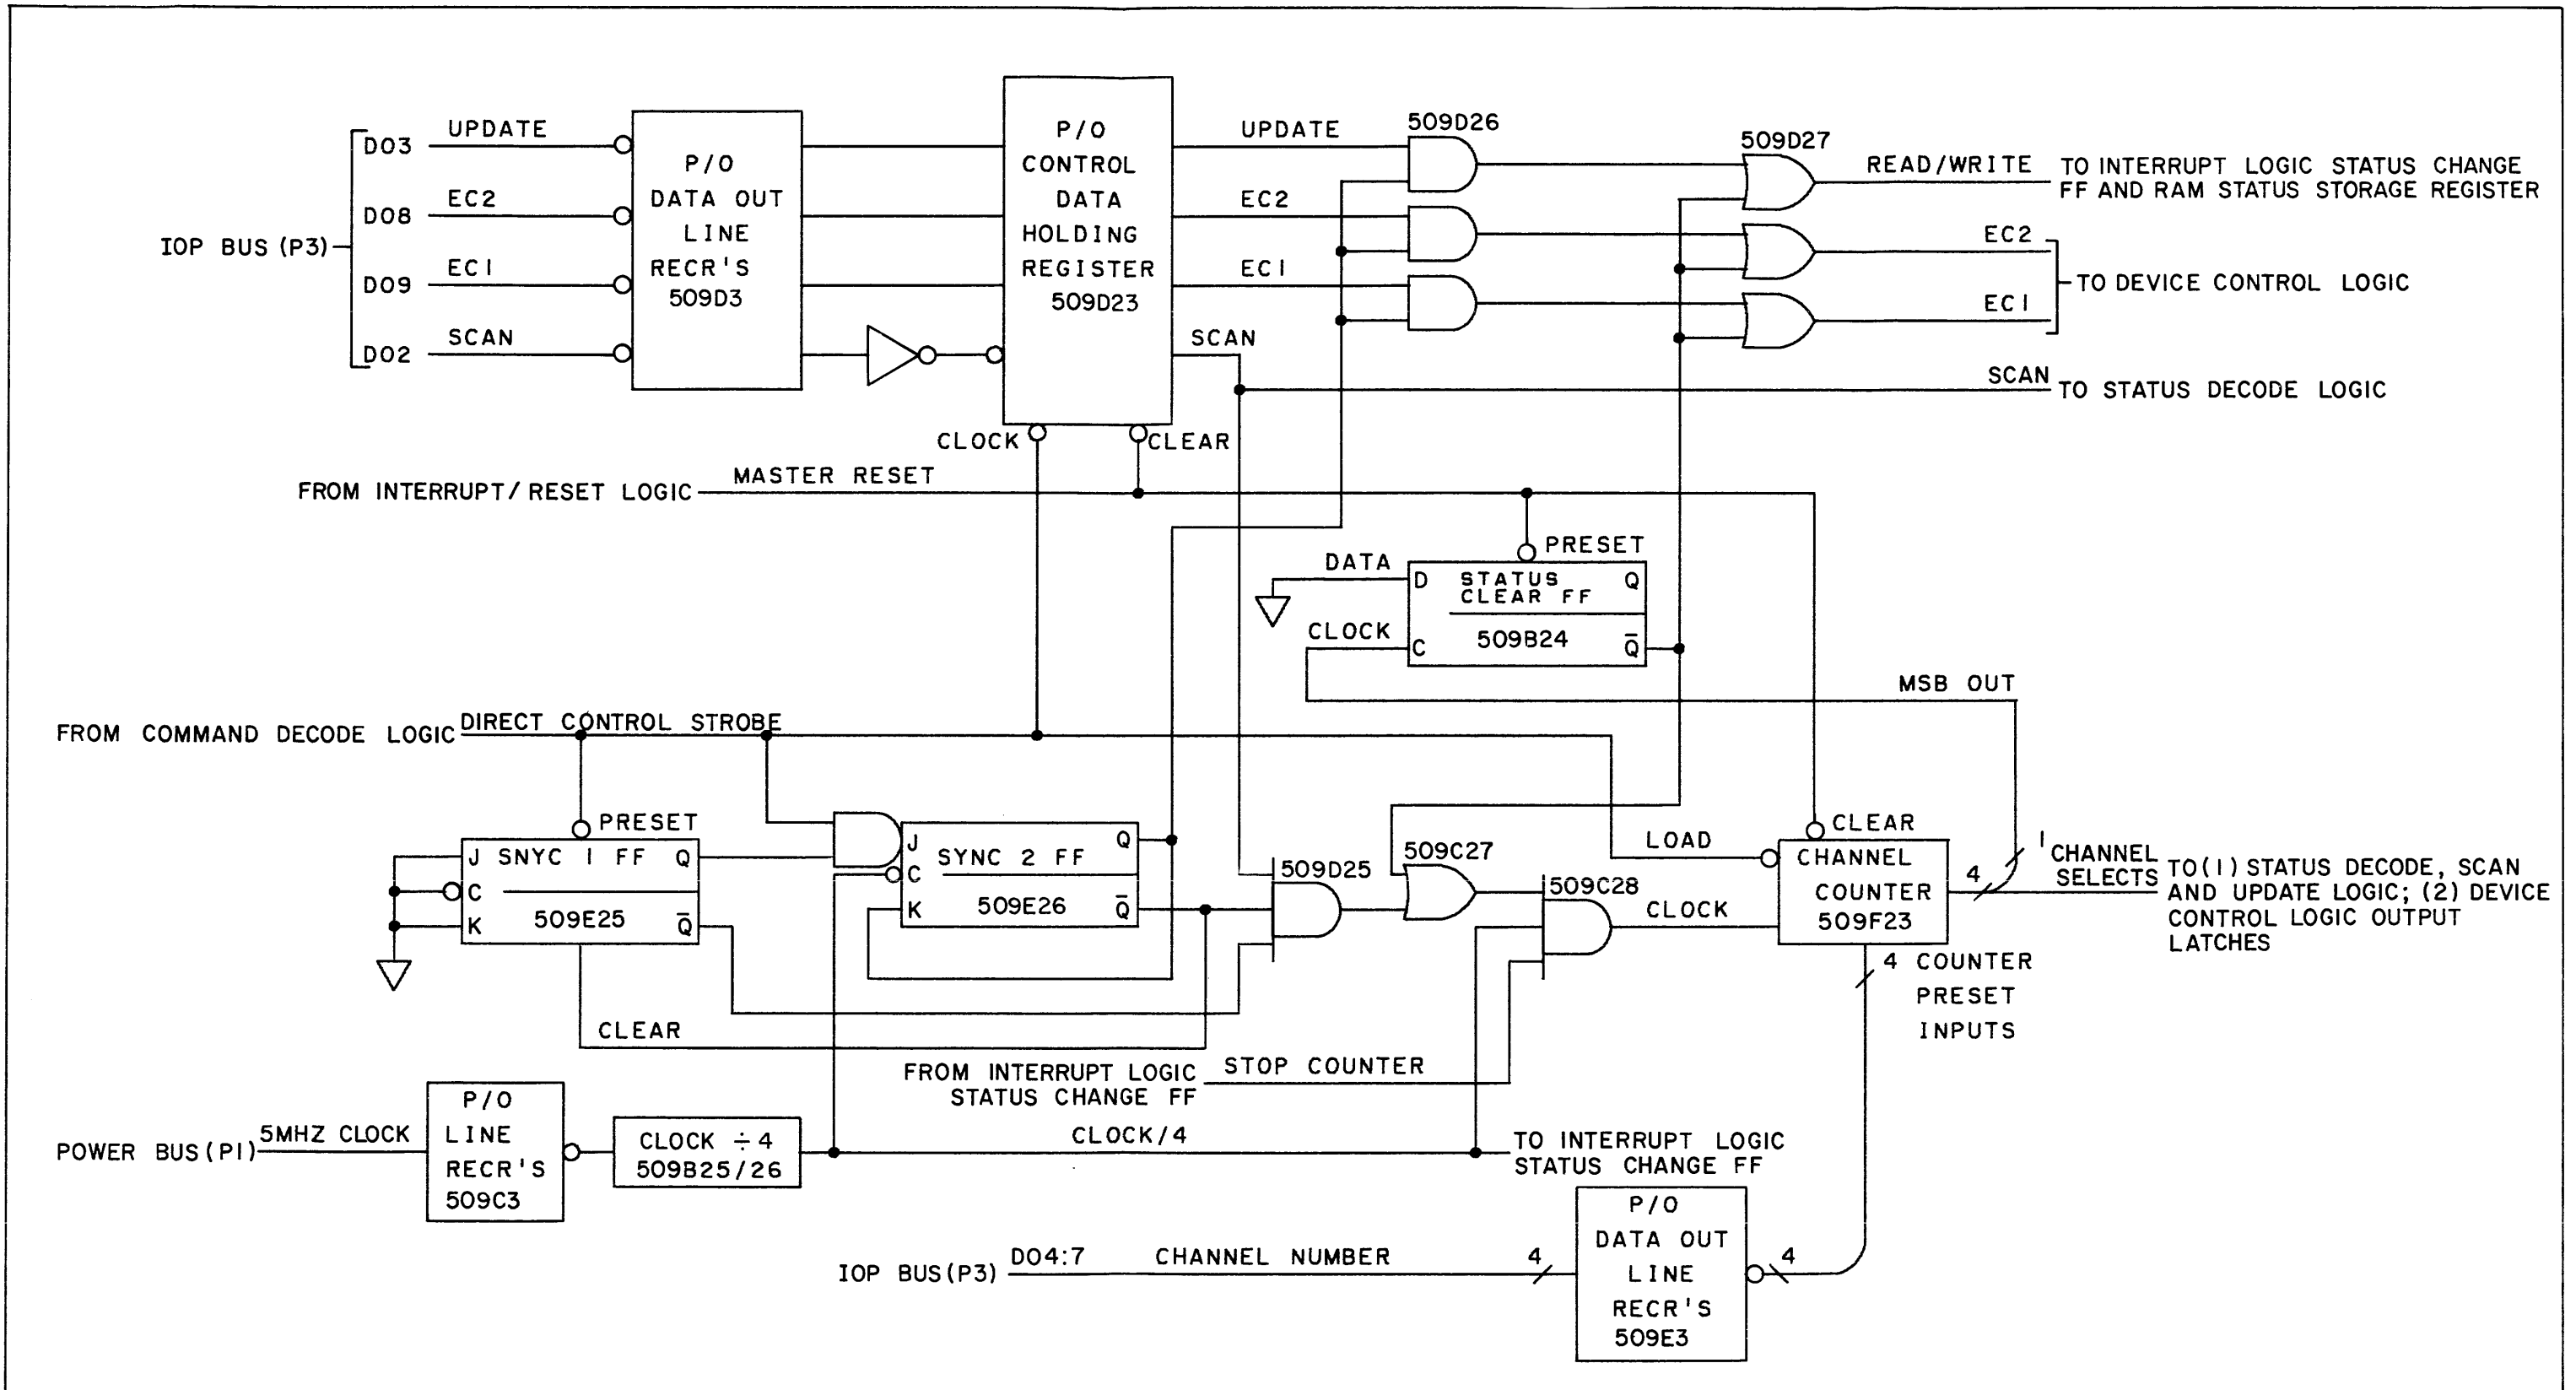 IOP BUS (P3)
DO3 UPDATE
DO8 EC2
DO9 EC1
DO2 SCAN
P/O
DATA OUT
LINE
RECR'S
509D3
P/O
CONTROL
DATA
HOLDING
REGISTER
509D23
CLOCK
CLEAR
UPDATE
EC2
EC1
SCAN
509D26
509D27
READ/WRITE
TO INTERRUPT LOGIC STATUS CHANGE
FF AND RAM STATUS STORAGE REGISTER
EC2
EC1
TO DEVICE CONTROL LOGIC
SCAN
TO STATUS DECODE LOGIC
FROM INTERRUPT/RESET LOGIC
MASTER RESET
PRESET
DATA
CLOCK
D STATUS Q
CLEAR FF
C 509B24 Q̅
MSB OUT
FROM COMMAND DECODE LOGIC
DIRECT CONTROL STROBE
PRESET
J SNYC 1 FF Q
C
K 509E25 Q̅
CLEAR
J SYNC 2 FF Q
C
K 509E26 Q̅
509D25
509C27
509C28
LOAD
CLOCK
CLEAR
CHANNEL
COUNTER
509F23
4
1
CHANNEL
SELECTS
TO(1) STATUS DECODE, SCAN
AND UPDATE LOGIC; (2) DEVICE
CONTROL LOGIC OUTPUT
LATCHES
4 COUNTER
PRESET
INPUTS
FROM INTERRUPT LOGIC
STATUS CHANGE FF
STOP COUNTER
POWER BUS(P1)
5MHZ CLOCK
P/O
LINE
RECR'S
509C3
CLOCK ÷ 4
509B25/26
CLOCK/4
TO INTERRUPT LOGIC
STATUS CHANGE FF
IOP BUS(P3)
DO4:7 CHANNEL NUMBER
4
P/O
DATA OUT
LINE
RECR'S
509E3
4